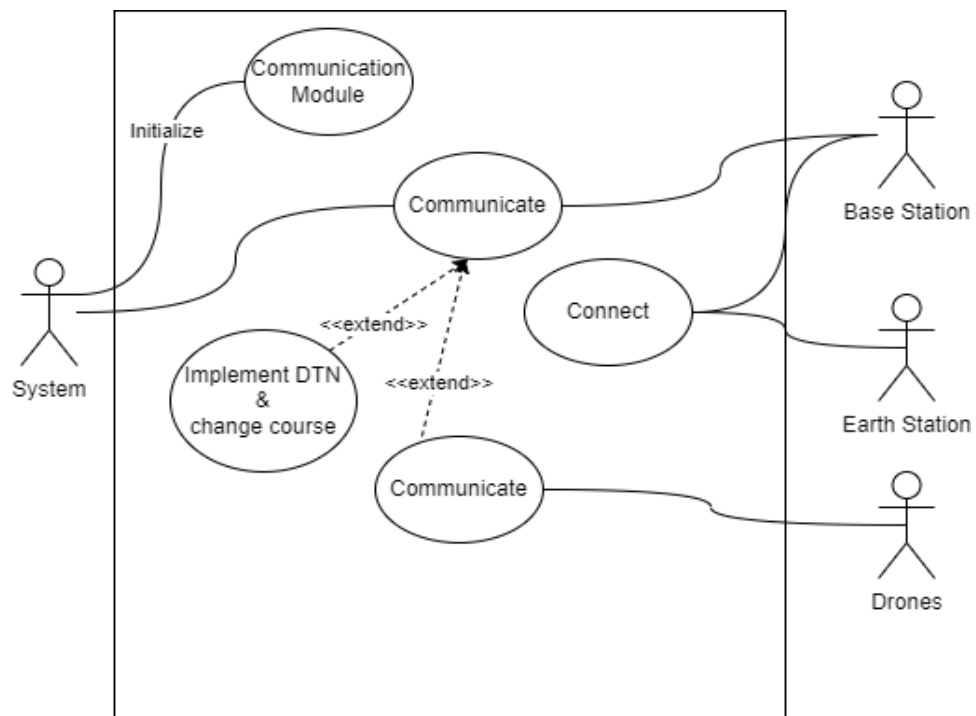 Communication
Module
Initialize
Communicate
Base Station
Connect
System
<<extend>>
Implement DTN
&
change course
<<extend>>
Earth Station
Communicate
Drones